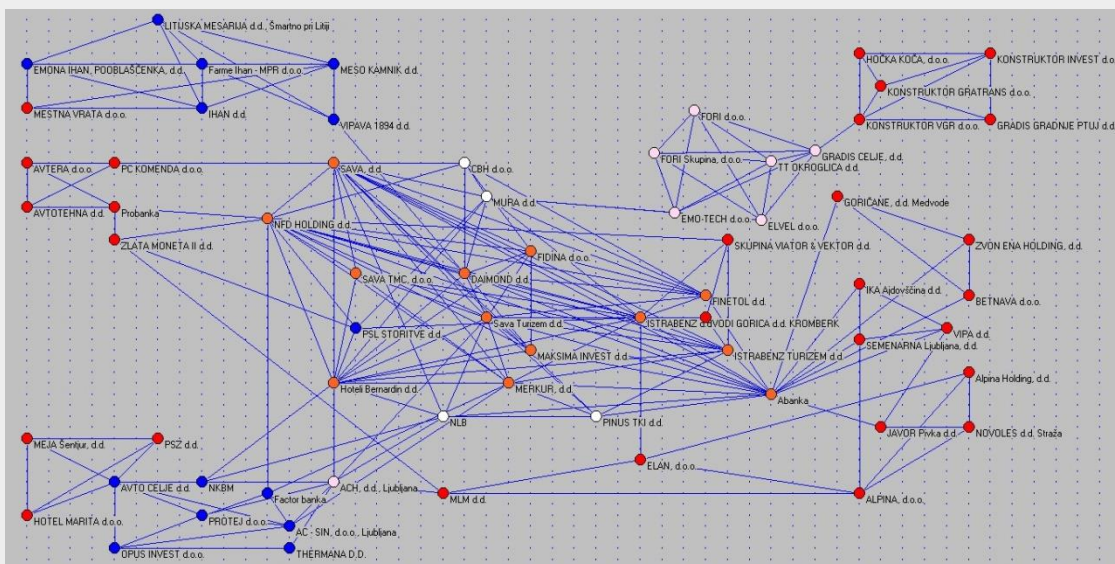 LITIJSKA MESARIJA d.d., Šmartno pri Litiji
EMONA IHAN, POOBLAŠČENKA, d.d.
Farme Ihan - MPR d.o.o.
MESO KAMNIK d.d.
MESTNA VRATA d.o.o.
IHAN d.d.
VIPAVA 1894 d.d.
HOČKA KOČA, d.o.o.
KONSTRUKTOR INVEST d.o
KONSTRUKTOR GRATRANS d.o.o.
KONSTRUKTOR VGR d.o.o.
GRADIS GRADNJE PTUJ d.d
FORI d.o.o.
FORI Skupina, d.o.o.
GRADIS CELJE, d.d.
TT OKROGLICA d.d.
EMO-TECH d.o.o.
ELVEL d.o.o.
AVTERA, d.o.o.
PC KOMENDA d.o.o.
SAVA, d.d.
CBH d.o.o.
AVTOTEHNA d.d.
Probanka
NFD HOLDING d.d.
MURA d.d.
GORIČANE, d.d. Medvode
ZLATA MONETA II d.d.
FIDINA d.o.o.
SKUPINA VIATOR & VEKTOR d.d.
ZVON ENA HOLDING, d.d.
SAVA TMC, d.o.o.
DAIMOND d.d.
FINETOL d.d.
IKA Ajdovščina d.d.
BETNAVA d.o.o.
PSL STORITVE d.d.
Sava Turizem d.d.
ISTRABENZ d.d.
VODI GORICA d.d. KROMBERK
SEMENARNA Ljubljana, d.d.
VIPA d.d.
MAKSIMA INVEST d.d.
ISTRABENZ TURIZEM d.d.
Alpina Holding, d.d.
Hoteli Bernardin d.d.
MERKUR, d.d.
Abanka
NLB
PINUS TKI d.d.
JAVOR Pivka d.d.
NOVOLES d.d. Straža
MEJA Šentjur, d.d.
PSZ d.d.
ELAN, d.o.o.
AVTO CELJE d.d.
NKBM
ACH, d.d., Ljubljana
Factor banka
MLM d.d.
ALPINA, d.o.o.
HOTEL MARITA d.o.o.
PROTEJ d.o.o.
AC - SIN, d.o.o., Ljubljana
OPUS INVEST d.o.o.
THERMANA D.D.